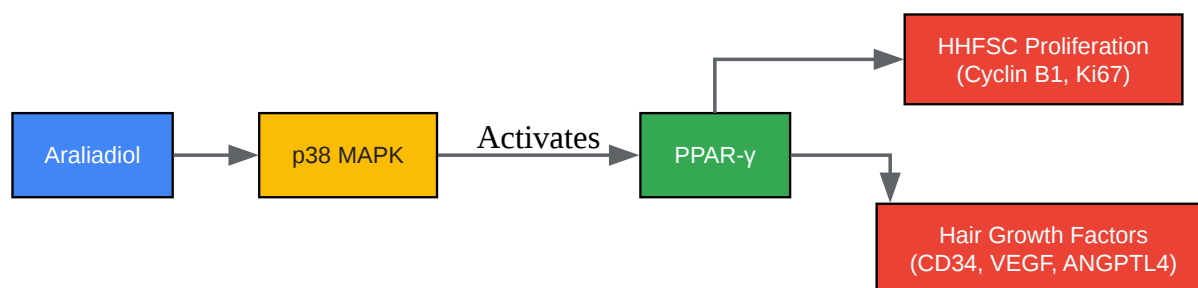 Araliadiol
p38 MAPK
Activates
PPAR-γ
HHFSC Proliferation
(Cyclin B1, Ki67)
Hair Growth Factors
(CD34, VEGF, ANGPTL4)